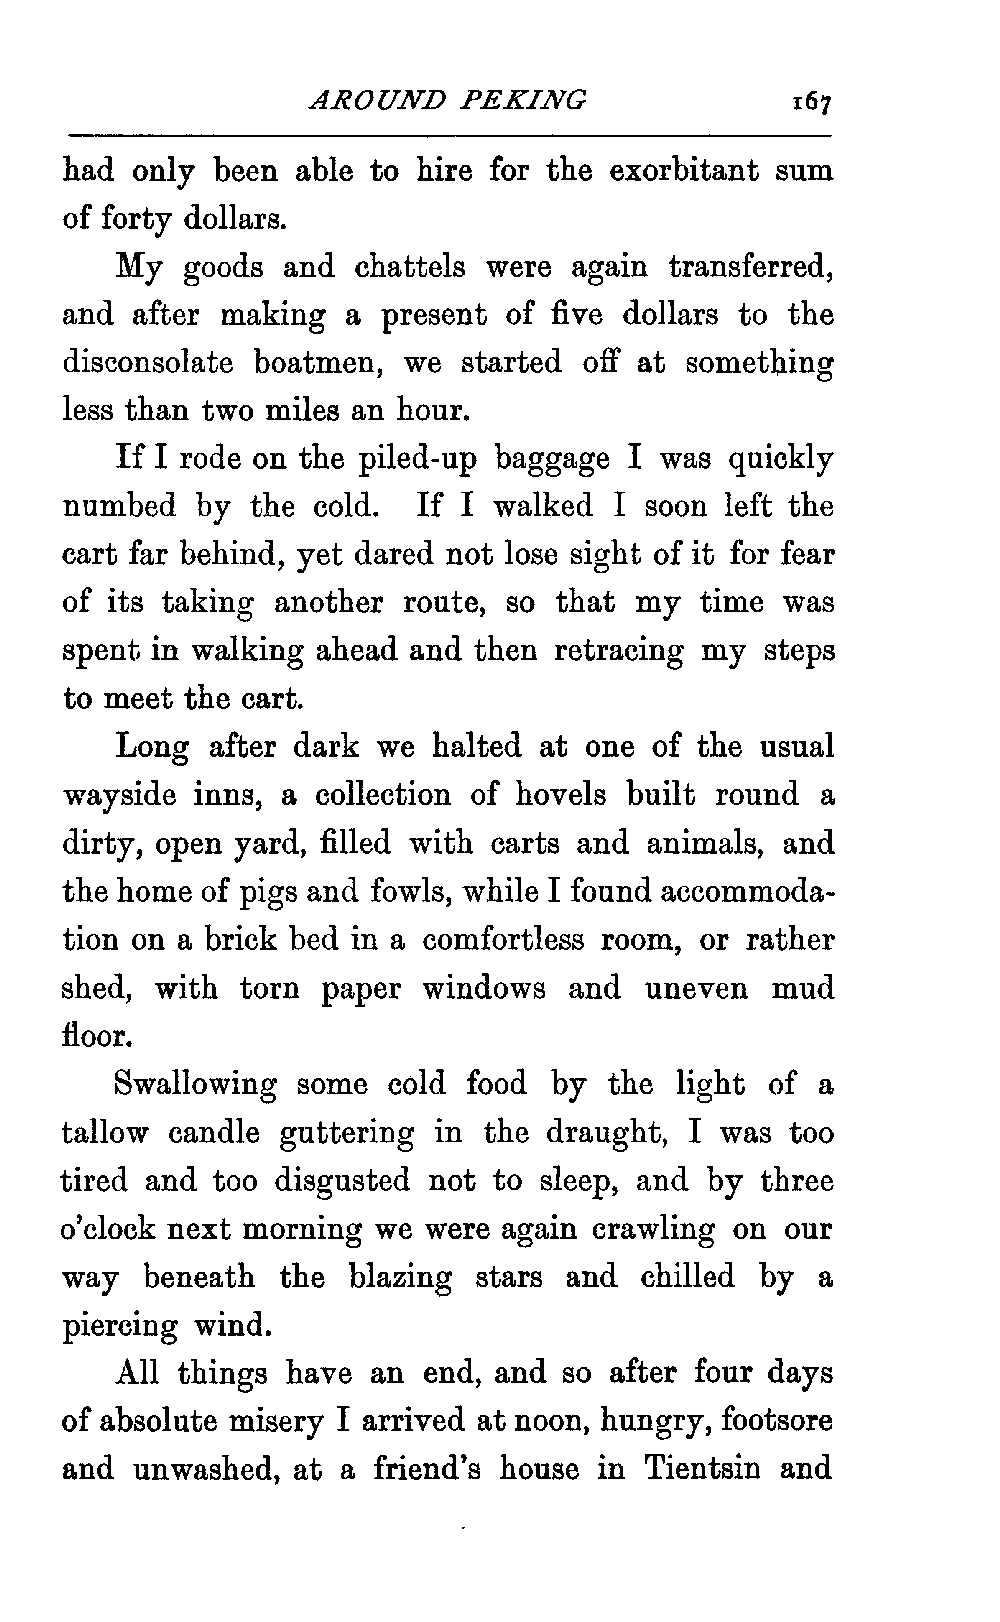 AROUND PEKING 167
had only been able to hire for the exorbitant sum
of forty dollars.
My goods and chattels were again transferred,
and after making a present of five dollars to the
disconsolate boatmen, we started off at something
less than two miles an hour.
If I rode on the piled-up baggage I was quickly
numbed by the cold. If I walked I soon left the
cart far behind, yet dared not lose sight of it for fear
of its taking another route, so that my time was
spent in walking ahead and then retracing my steps
to meet the cart.
Long after dark we halted at one of the usual
wayside inns, a collection of hovels built round a
dirty, open yard, filled with carts and animals, and
the home of pigs and fowls, while I found accommoda-
tion on a brick bed in a comfortless room, or rather
shed, with torn paper windows and uneven mud
floor.
Swallowing some cold food by the light of a
tallow candle guttering in the draught, I was too
tired and too disgusted not to sleep, and by three
o'clock next morning we were again crawling on our
way beneath the blazing stars and chilled by a
piercing wind.
All things have an end, and so after four days
of absolute misery I arrived at noon, hungry, footsore
and unwashed, at a friend's house in Tientsin and